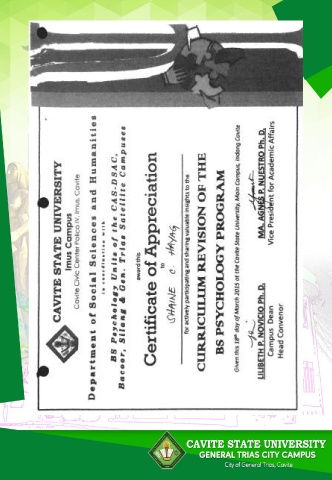 CAVITE STATE UNIVERSITY
Imus Campus
Cavite Civic Center Palico IV, Imus, Cavite
Department of Social Sciences and Humanities
in coordination with
BS Psychology Units of the CAS-DSAC,
Bacoor, Silang & Gen. Trias Satellite Campuses
award this
Certificate of Appreciation
to
SHAINE C. HAYAG
for actively participating and sharing valuable insights to the
CURRICULUM REVISION OF THE
BS PSYCHOLOGY PROGRAM
Given this 18th day of March 2015 at the Cavite State University, Main Campus, Indang Cavite
LILIBETH P. NOVICIO Ph. D.
Campus Dean
Head Convenor
MA. AGNES P. NUESTRO Ph. D.
Vice President for Academic Affairs
CAVITE STATE UNIVERSITY
GENERAL TRIAS CITY CAMPUS
City of General Trias, Cavite